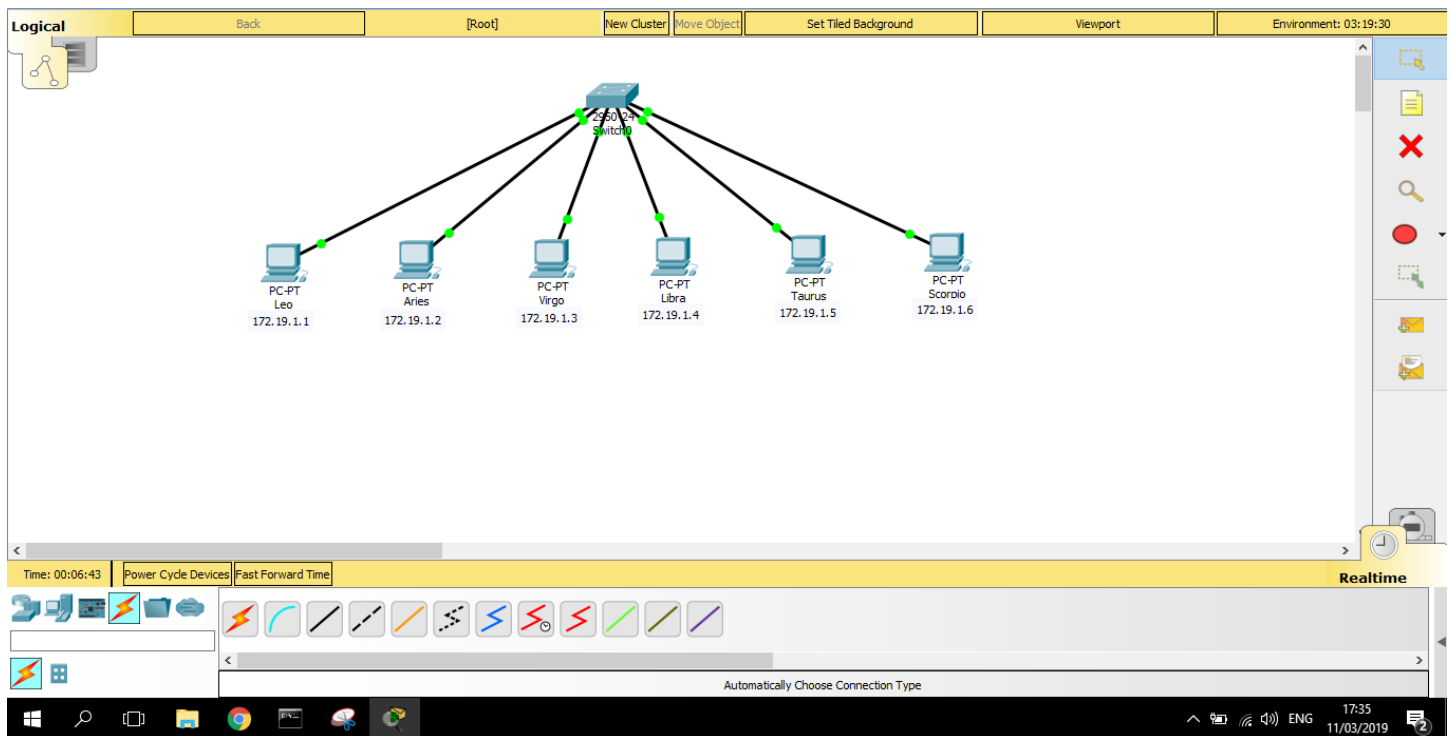 Logical Back [Root] New Cluster Move Object Set Tiled Background Viewport Environment: 03:19:30
2950-24
Switch0
PC-PT
Leo
172.19.1.1
PC-PT
Aries
172.19.1.2
PC-PT
Virgo
172.19.1.3
PC-PT
Libra
172.19.1.4
PC-PT
Taurus
172.19.1.5
PC-PT
Scorpio
172.19.1.6
Time: 00:06:43 Power Cycle Devices Fast Forward Time Realtime
Automatically Choose Connection Type
ENG 17:35
11/03/2019
2